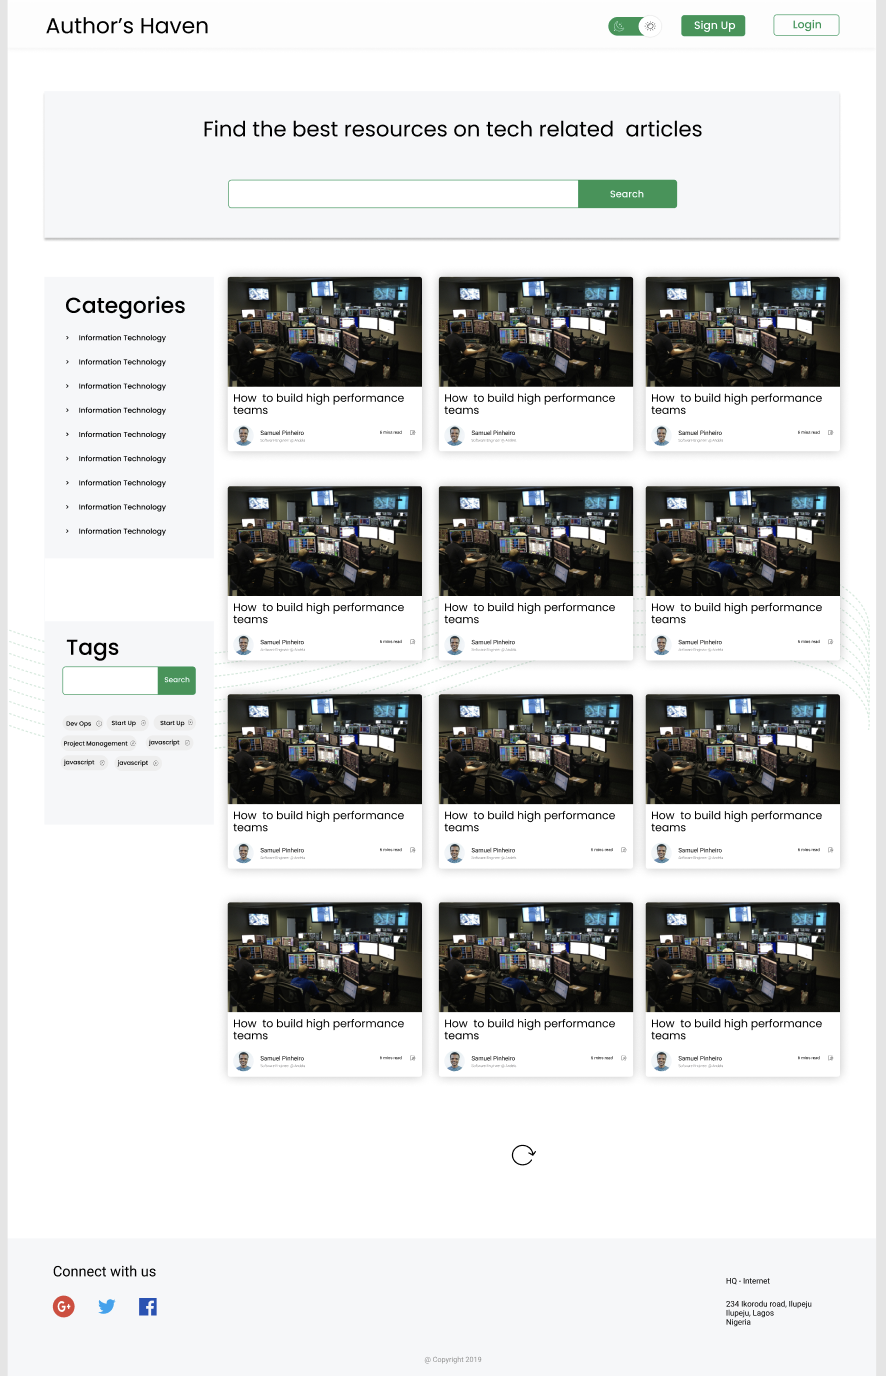 Author's Haven
Sign Up
Login
Find the best resources on tech related articles
Search
Categories
Information Technology
Information Technology
Information Technology
Information Technology
Information Technology
Information Technology
Information Technology
Information Technology
Information Technology
Tags
Search
Dev Ops
Start Up
Start Up
Project Management
javascript
javascript
javascript
How to build high performance
teams
Samuel Pinheiro
6 mins read
How to build high performance
teams
Samuel Pinheiro
How to build high performance
teams
Samuel Pinheiro
6 mins read
How to build high performance
teams
Samuel Pinheiro
6 mins read
How to build high performance
teams
Samuel Pinheiro
How to build high performance
teams
Samuel Pinheiro
6 mins read
How to build high performance
teams
Samuel Pinheiro
6 mins read
How to build high performance
teams
Samuel Pinheiro
6 mins read
How to build high performance
teams
Samuel Pinheiro
6 mins read
How to build high performance
teams
Samuel Pinheiro
6 mins read
How to build high performance
teams
Samuel Pinheiro
6 mins read
How to build high performance
teams
Samuel Pinheiro
6 mins read
Connect with us
G+
HQ - Internet
234 Ikorodu road, Ilupeju
Ilupeju, Lagos
Nigeria
@ Copyright 2019